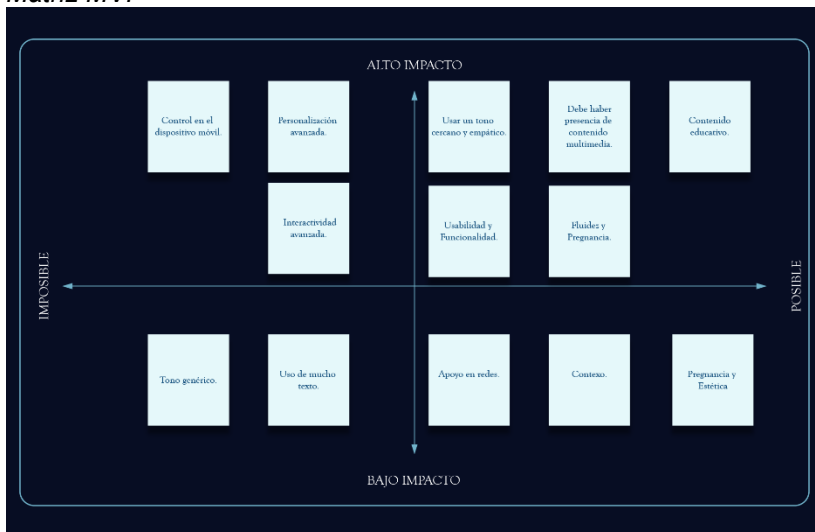 Matriz MVP
ALTO IMPACTO
Control en el
dispositivo móvil.
Personalización
avanzada.
Usar un tono
cercano y empático.
Debe haber
presencia de
contenido
multimedia.
Contenido
educativo.
Interactividad
avanzada.
Usabilidad y
Funcionalidad.
Fluidez y
Pregnancia.
IMPOSIBLE
POSIBLE
Tono genérico.
Uso de mucho
texto.
Apoyo en redes.
Contexo.
Pregnancia y
Estética
BAJO IMPACTO